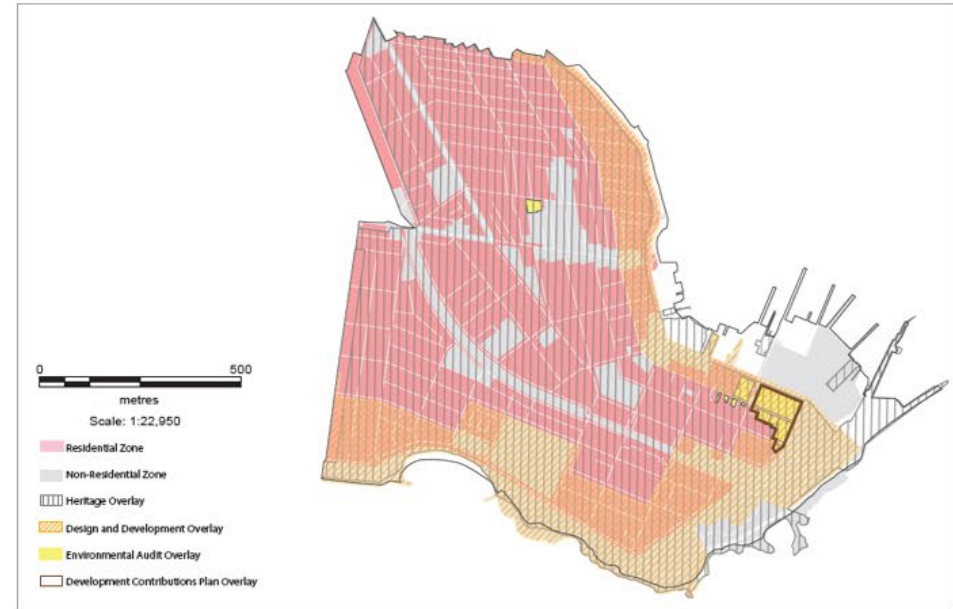 0 500
metres
Scale: 1:22,950
Residential Zone
Non-Residential Zone
Heritage Overlay
Design and Development Overlay
Environmental Audit Overlay
Development Contributions Plan Overlay